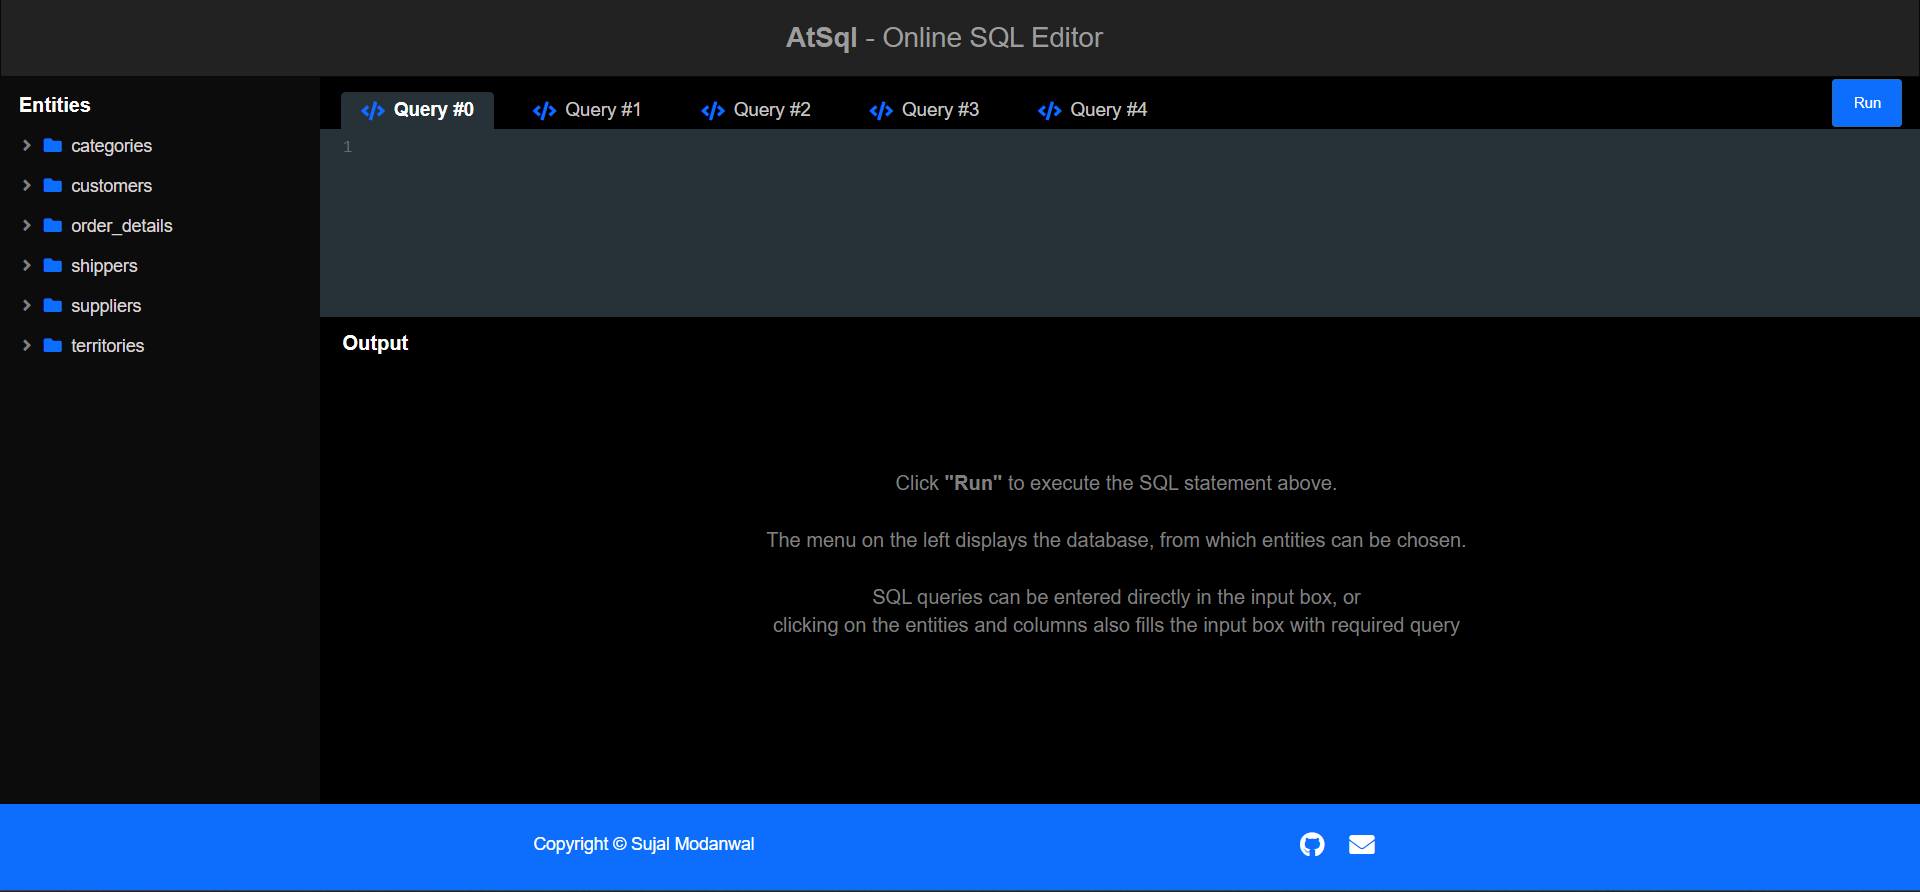 AtSql - Online SQL Editor
Entities
categories
customers
order_details
shippers
suppliers
territories
Query #0
Query #1
Query #2
Query #3
Query #4
Run
1
Output
Click "Run" to execute the SQL statement above.
The menu on the left displays the database, from which entities can be chosen.
SQL queries can be entered directly in the input box, or
clicking on the entities and columns also fills the input box with required query
Copyright © Sujal Modanwal